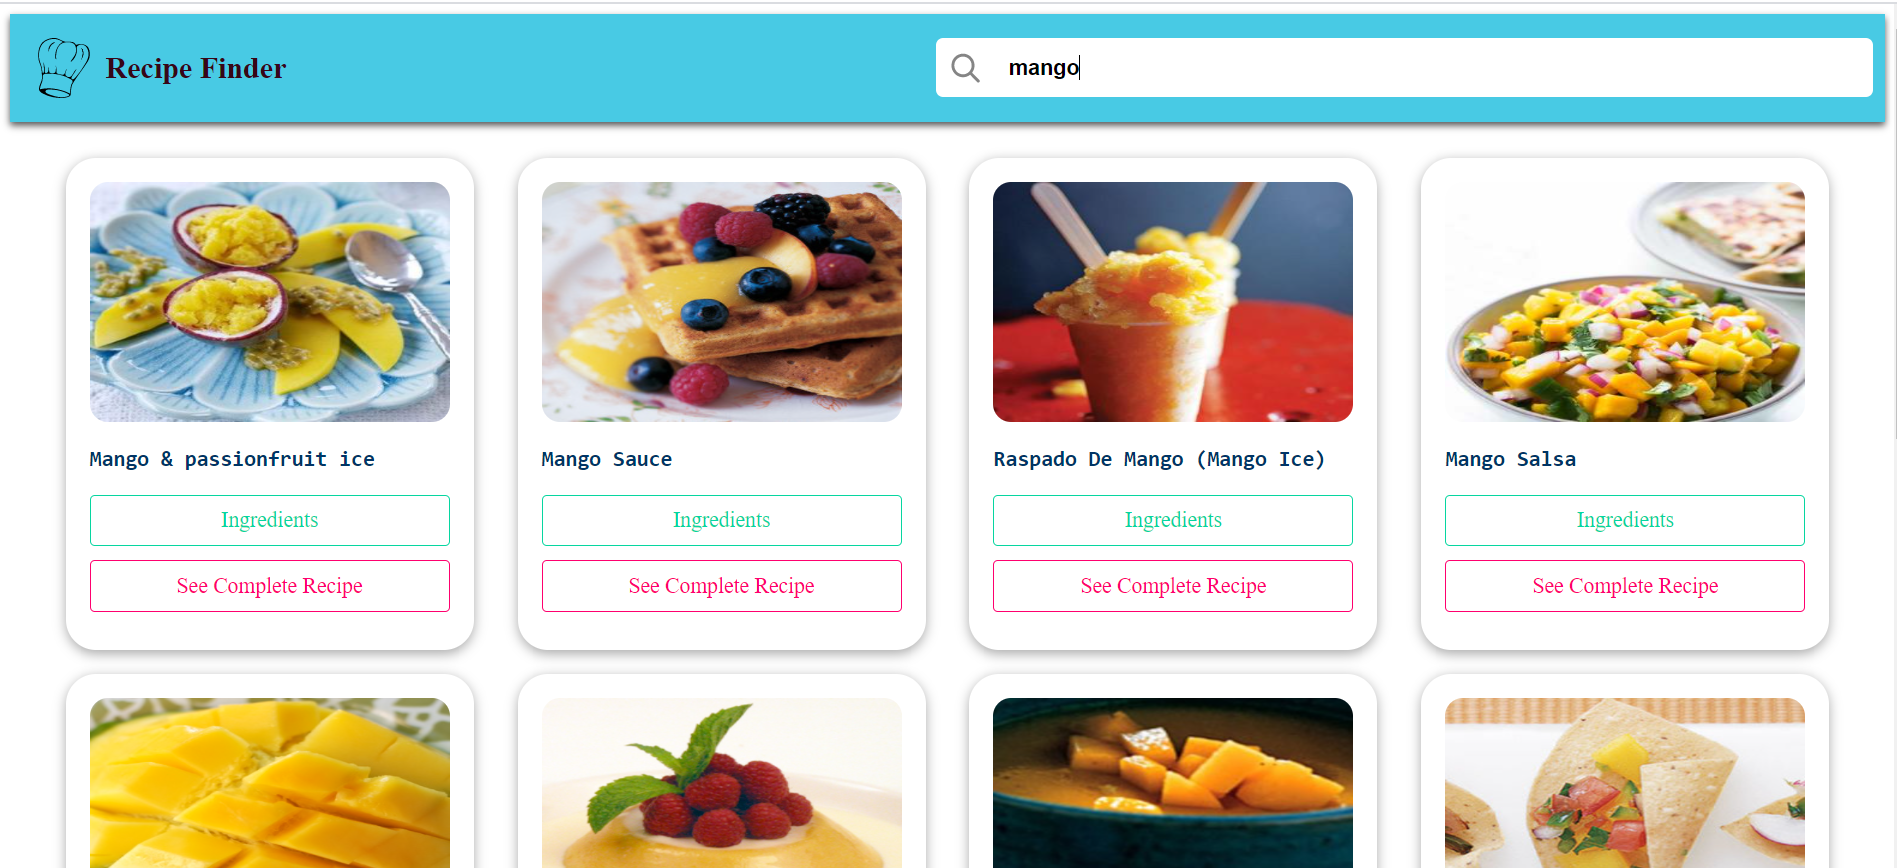 Recipe Finder
mango
Mango & passionfruit ice
Ingredients
See Complete Recipe
Mango Sauce
Ingredients
See Complete Recipe
Raspado De Mango (Mango Ice)
Ingredients
See Complete Recipe
Mango Salsa
Ingredients
See Complete Recipe